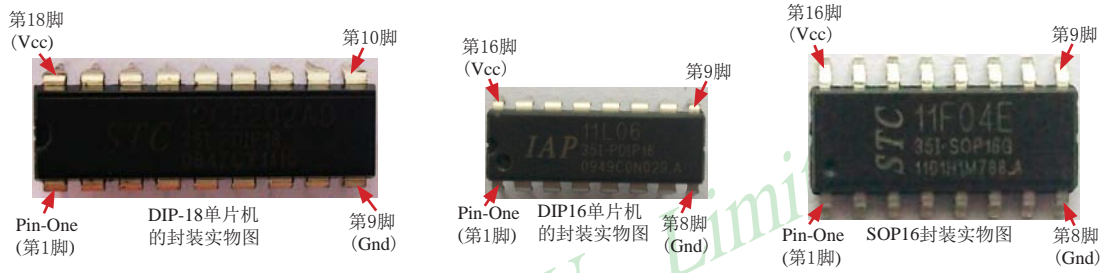 第18脚
(Vcc)
第10脚
STC
Pin-One
(第1脚)
DIP-18单片机
的封装实物图
第9脚
(Gnd)
第16脚
(Vcc)
第9脚
IAP
11L06
35I-PDIP16
0949C0N029.A
Pin-One
(第1脚)
DIP16单片机
的封装实物图
第8脚
(Gnd)
第16脚
(Vcc)
第9脚
STC
11F04E
35I-SOP16G
1101H1M788.A
Pin-One
(第1脚)
SOP16封装实物图
第8脚
(Gnd)
Limit